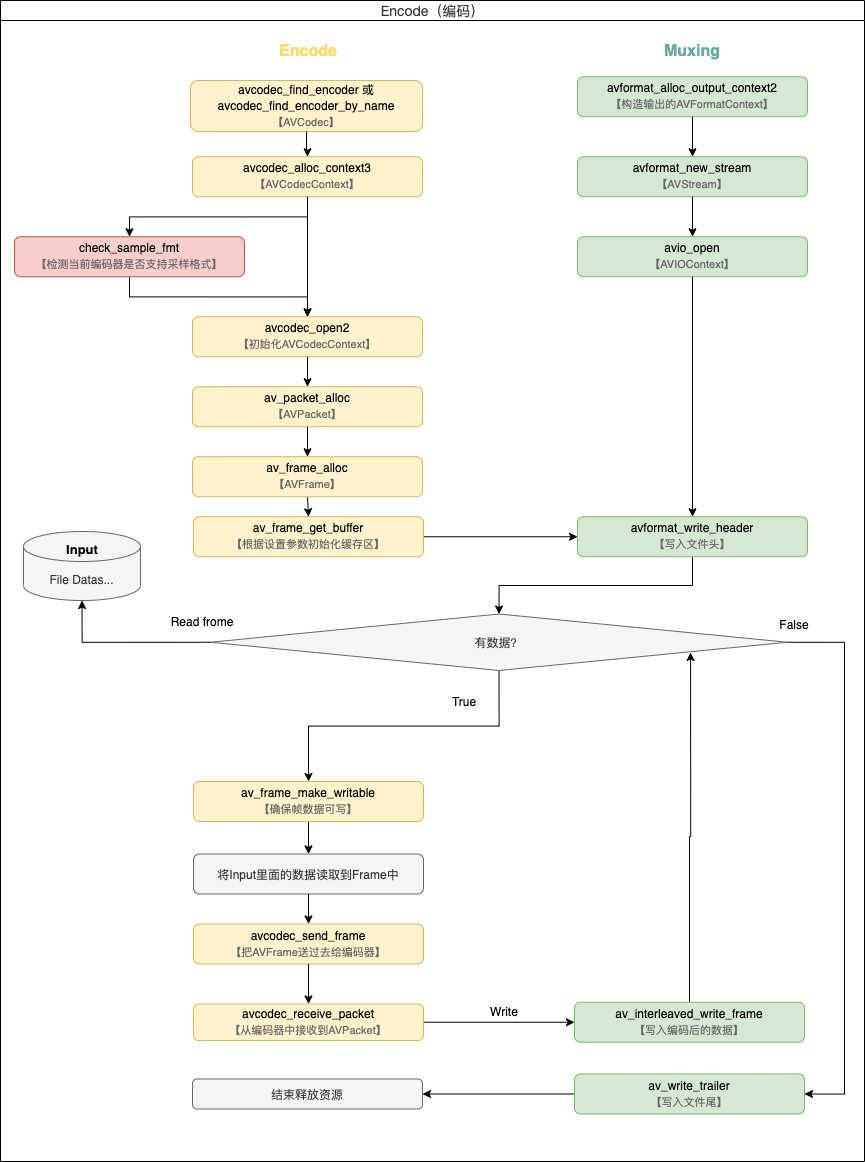 Encode（编码）
Encode
Muxing
avcodec_find_encoder 或
avcodec_find_encoder_by_name
【AVCodec】
avformat_alloc_output_context2
【构造输出的AVFormatContext】
avcodec_alloc_context3
【AVCodecContext】
avformat_new_stream
【AVStream】
check_sample_fmt
【检测当前编码器是否支持采样格式】
avio_open
【AVIOContext】
avcodec_open2
【初始化AVCodecContext】
av_packet_alloc
【AVPacket】
av_frame_alloc
【AVFrame】
av_frame_get_buffer
【根据设置参数初始化缓存区】
avformat_write_header
【写入文件头】
Input
File Datas...
Read frome
有数据?
False
True
av_frame_make_writable
【确保帧数据可写】
将Input里面的数据读取到Frame中
avcodec_send_frame
【把AVFrame送过去给编码器】
avcodec_receive_packet
【从编码器中接收到AVPacket】
Write
av_interleaved_write_frame
【写入编码后的数据】
av_write_trailer
【写入文件尾】
结束释放资源